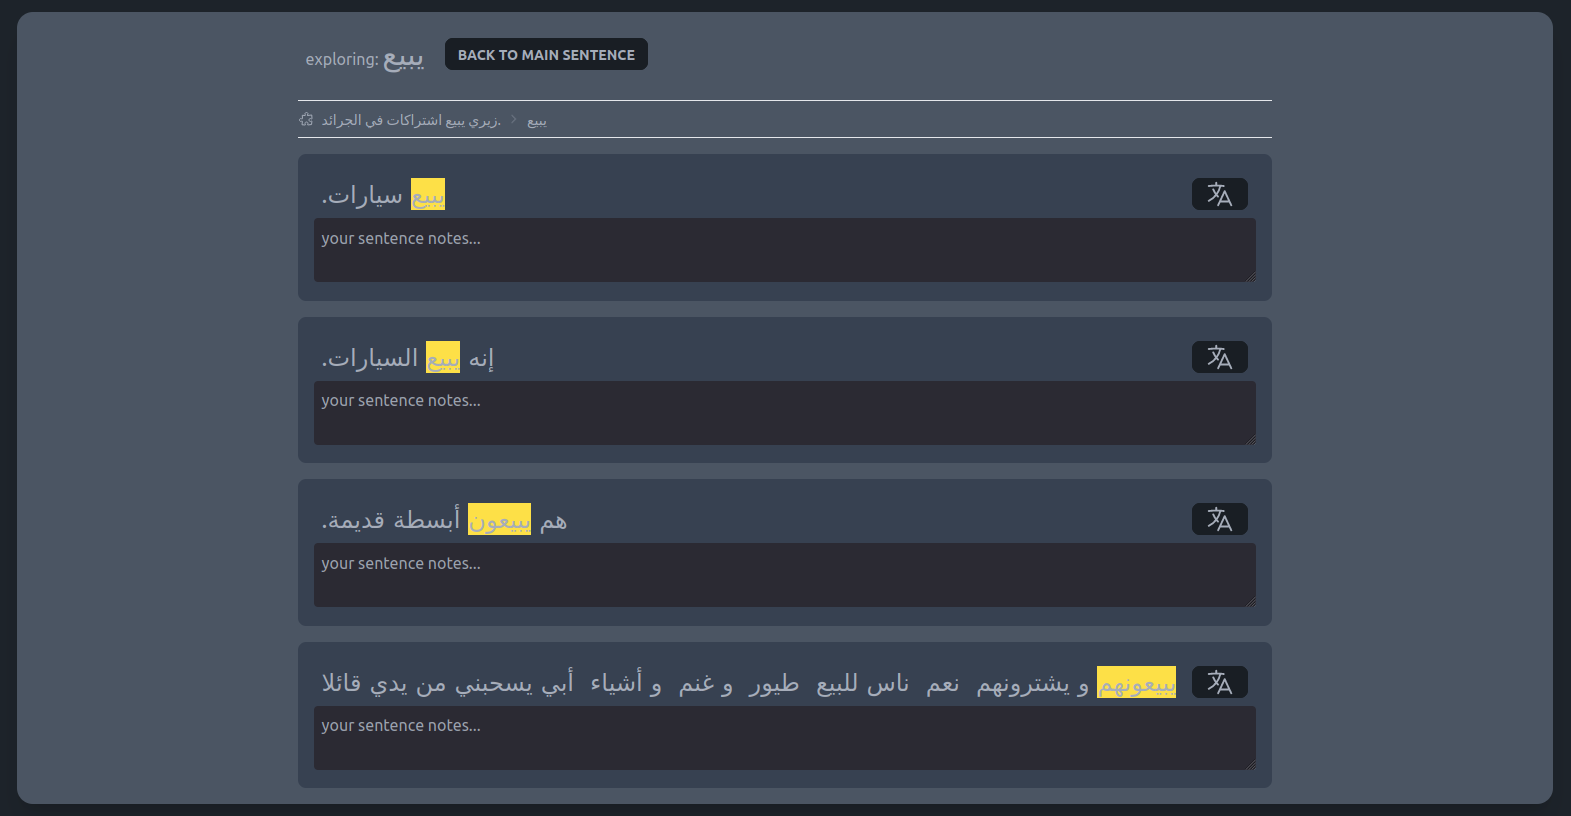 exploring: يبيع BACK TO MAIN SENTENCE
زيري يبيع اشتراكات في الجرائد. > يبيع
يبيع سيارات.
your sentence notes...
إنه يبيع السيارات.
your sentence notes...
هم يبيعون أبسطة قديمة.
your sentence notes...
يبيعونهم و يشترونهم نعم ناس للبيع طيور و غنم و أشياء أبي يسحبني من يدي قائلا
your sentence notes...